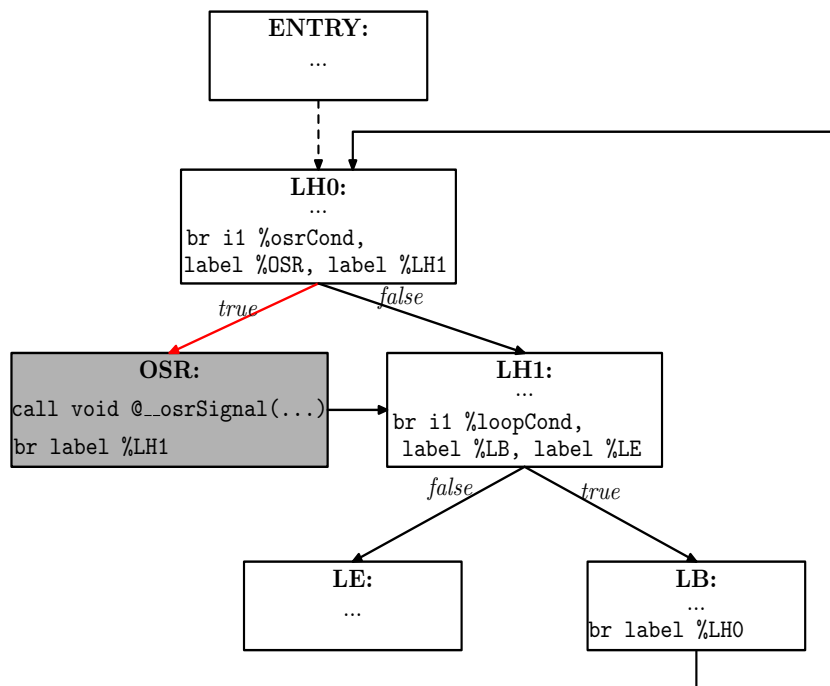 ENTRY:
...
LH0:
...
br i1 %osrCond,
label %OSR, label %LH1
true
false
OSR:
call void @__osrSignal(...)
br label %LH1
LH1:
...
br i1 %loopCond,
label %LB, label %LE
false
true
LE:
...
LB:
...
br label %LH0